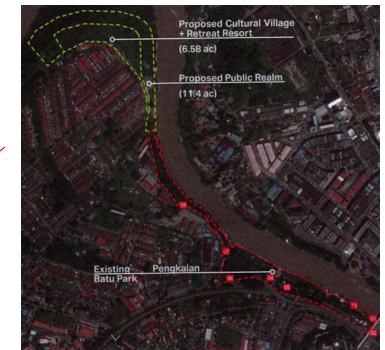 Proposed Cultural Village
+ Retreat Resort
(6.58 ac)
Proposed Public Realm
(11.4 ac)
Existing Pengkalan
Batu Park